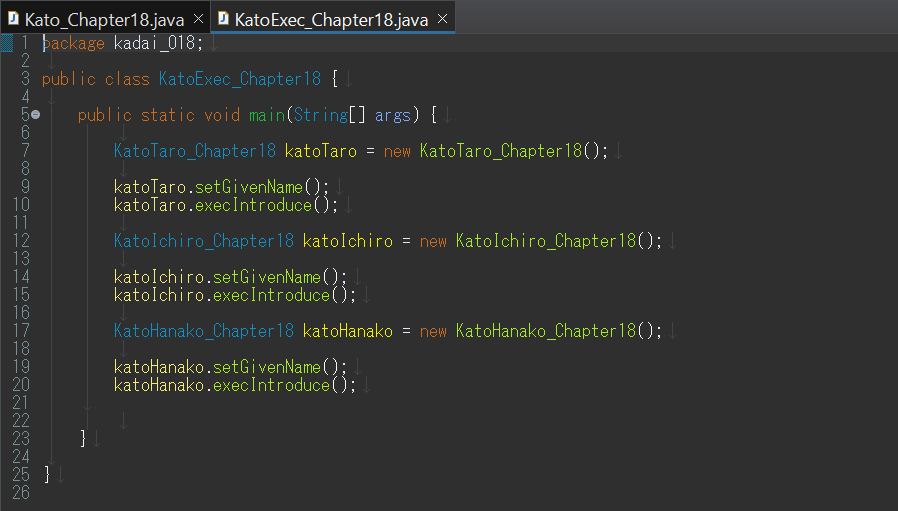 Kato_Chapter18.java
KatoExec_Chapter18.java
1 package kadai_018;
2
3 public class KatoExec_Chapter18 {
4
5 public static void main(String[] args) {
6
7 KatoTaro_Chapter18 katoTaro = new KatoTaro_Chapter18();
8
9 katoTaro.setGivenName();
10 katoTaro.execIntroduce();
11
12 KatoIchiro_Chapter18 katoIchiro = new KatoIchiro_Chapter18();
13
14 katoIchiro.setGivenName();
15 katoIchiro.execIntroduce();
16
17 KatoHanako_Chapter18 katoHanako = new KatoHanako_Chapter18();
18
19 katoHanako.setGivenName();
20 katoHanako.execIntroduce();
21
22
23 }
24
25 }
26